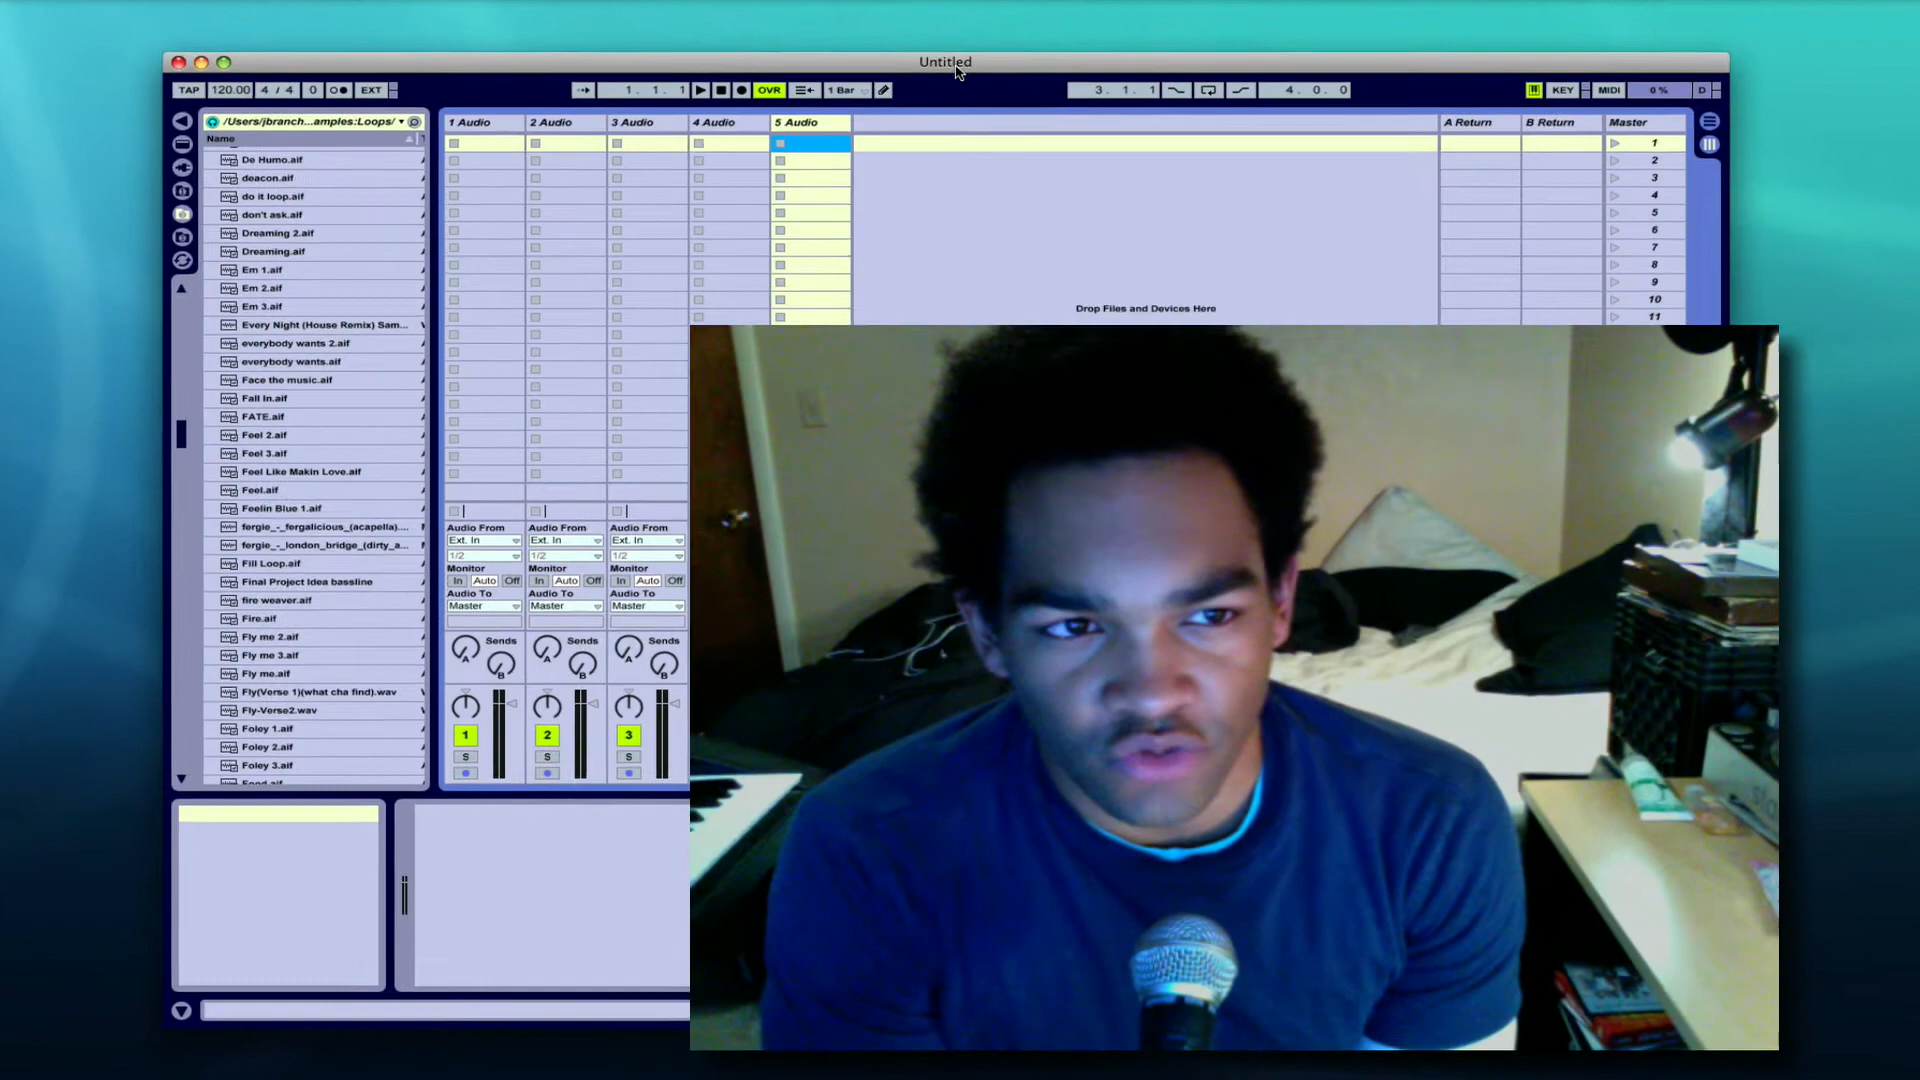 Untitled
TAP 120.00 4 / 4 0 EXT 1. 1. 1 OVR 1 Bar 3. 1. 1 4. 0. 0 KEY MIDI 0 % D
/Users/jbranch...amples:Loops/
Name
De Humo.aif
deacon.aif
do it loop.aif
don't ask.aif
Dreaming 2.aif
Dreaming.aif
Em 1.aif
Em 2.aif
Em 3.aif
Every Night (House Remix) Sam...
everybody wants 2.aif
everybody wants.aif
Face the music.aif
Fall In.aif
FATE.aif
Feel 2.aif
Feel 3.aif
Feel Like Makin Love.aif
Feel.aif
Feelin Blue 1.aif
fergie_-_fergalicious_(acapella)....
fergie_-_london_bridge_(dirty_a...
Fill Loop.aif
Final Project Idea bassline
fire weaver.aif
Fire.aif
Fly me 2.aif
Fly me 3.aif
Fly me.aif
Fly(Verse 1)(what cha find).wav
Fly-Verse2.wav
Foley 1.aif
Foley 2.aif
Foley 3.aif
1 Audio 2 Audio 3 Audio 4 Audio 5 Audio A Return B Return Master
1
2
3
4
5
6
7
8
9
10
11
Drop Files and Devices Here
Audio From Audio From Audio From
Ext. In Ext. In Ext. In
1/2 1/2 1/2
Monitor Monitor Monitor
In Auto Off In Auto Off In Auto Off
Audio To Audio To Audio To
Master Master Master
Sends Sends Sends
A A A
B B B
1 2 3
S S S